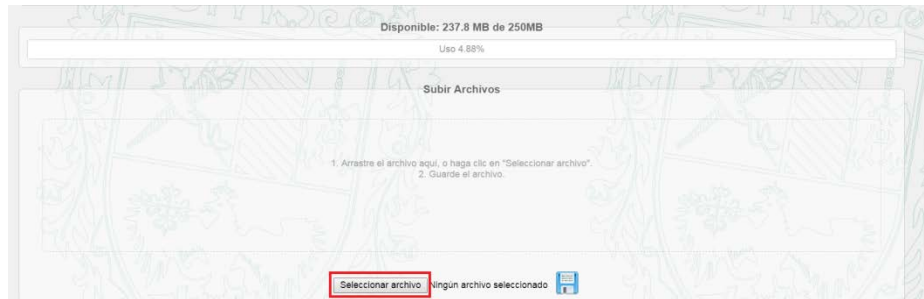 Disponible: 237.8 MB de 250MB
Uso 4.88%
Subir Archivos
1. Arrastre el archivo aqui, o haga clic en "Seleccionar archivo".
2. Guarde el archivo.
Seleccionar archivo Ningún archivo seleccionado